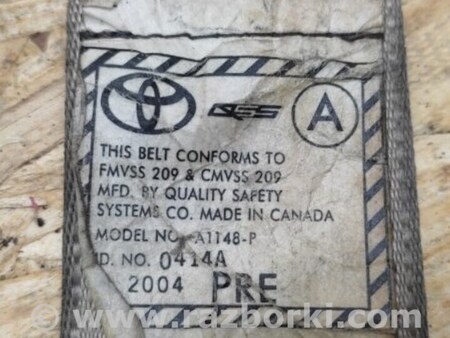 QSS A
THIS BELT CONFORMS TO
FMVSS 209 & CMVSS 209
MFD. BY QUALITY SAFETY
SYSTEMS CO. MADE IN CANADA
MODEL NO. A1148-P
ID. NO. 0414A
2004 PRE
www.razborki.com